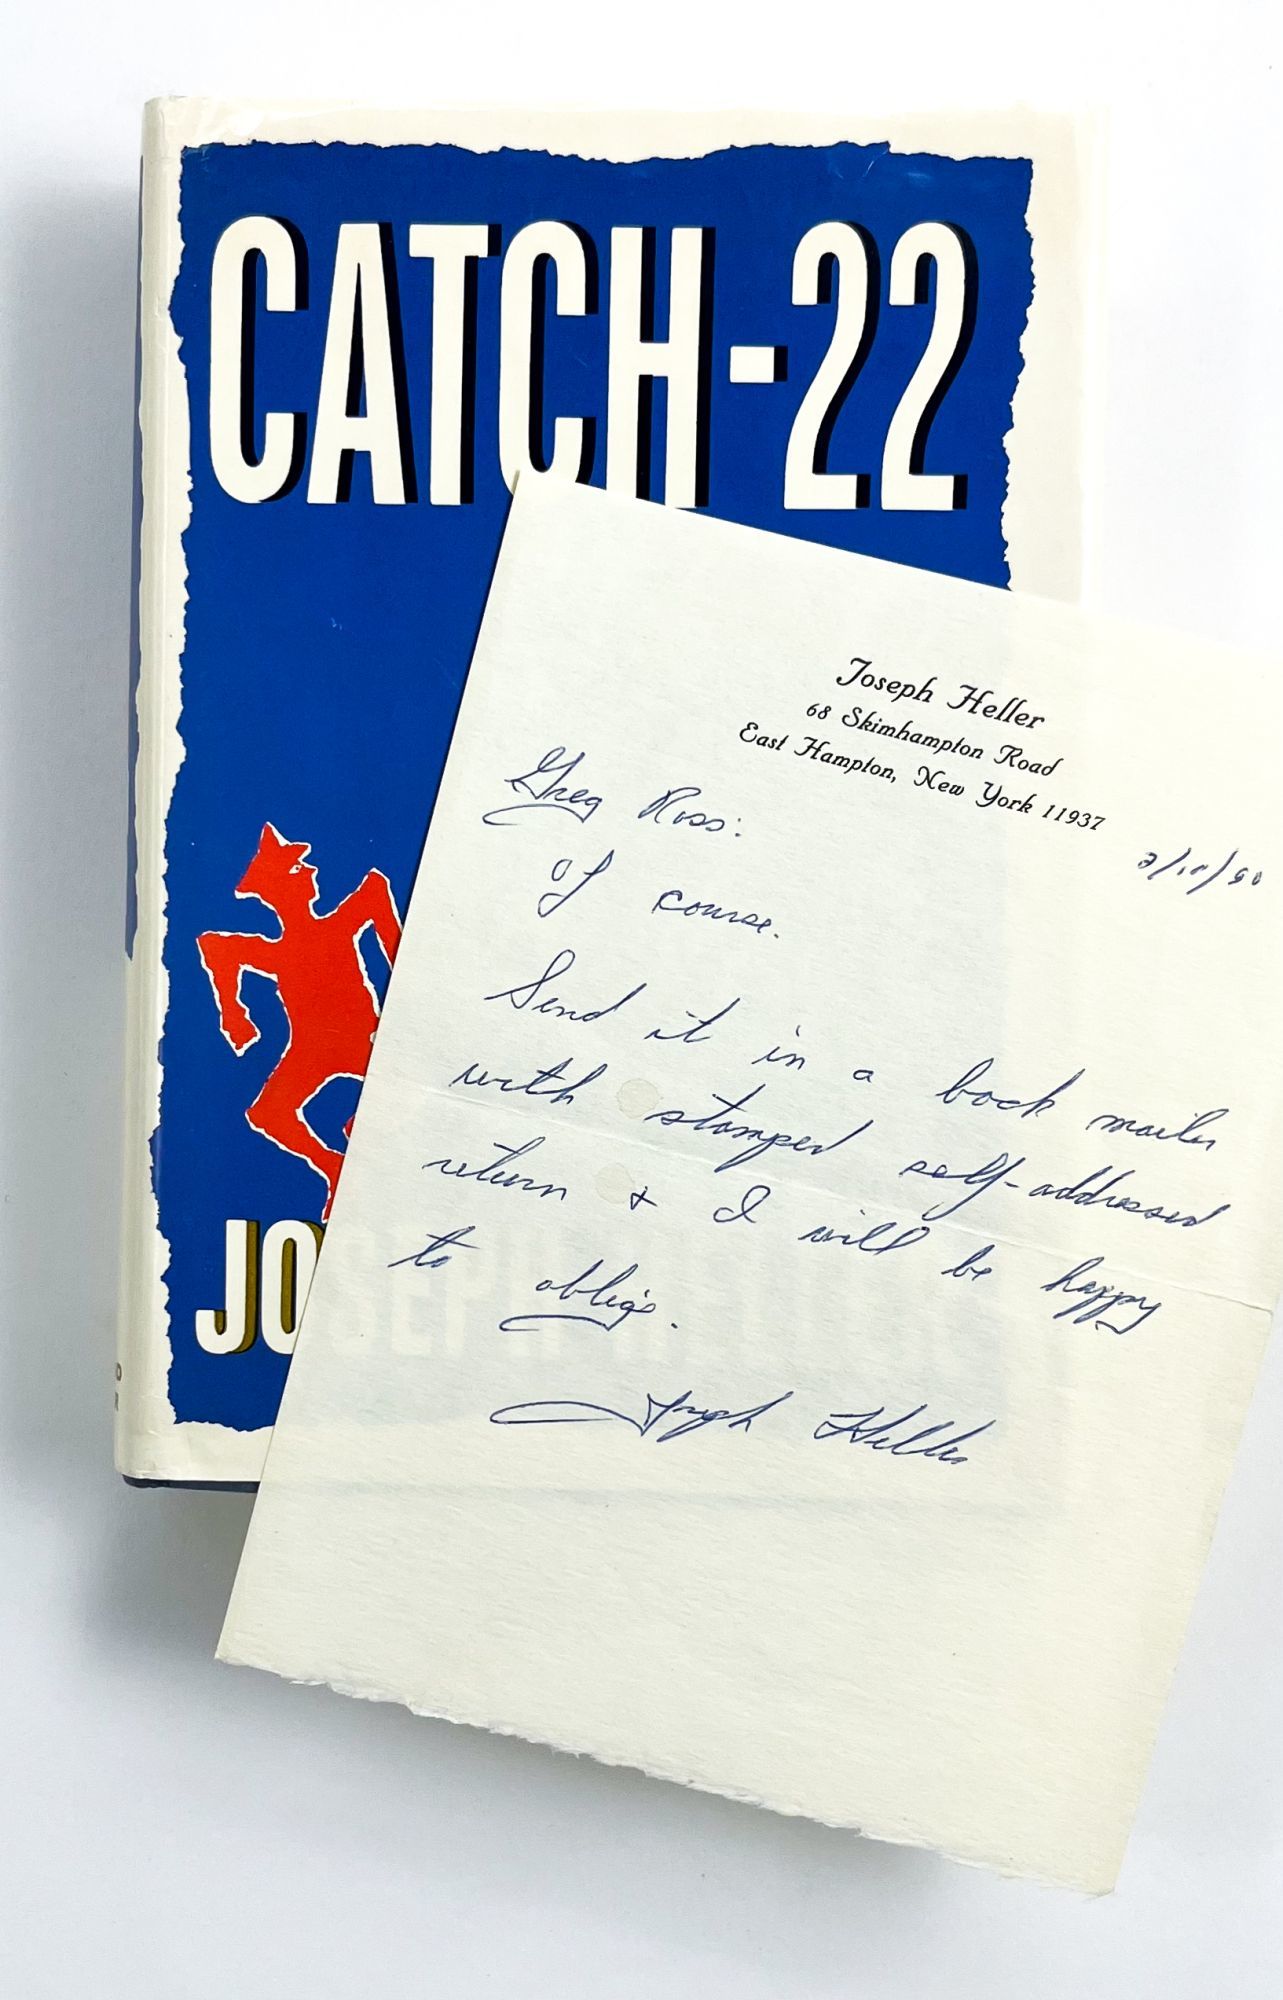 CATCH-22
Joseph Heller
68 Skimhampton Road
East Hampton, New York 11937
Greg Ross:
of course.
Send it in a book mailer
with stamped self-addressed
return & I will be happy
to oblige.
Joseph Heller
JO